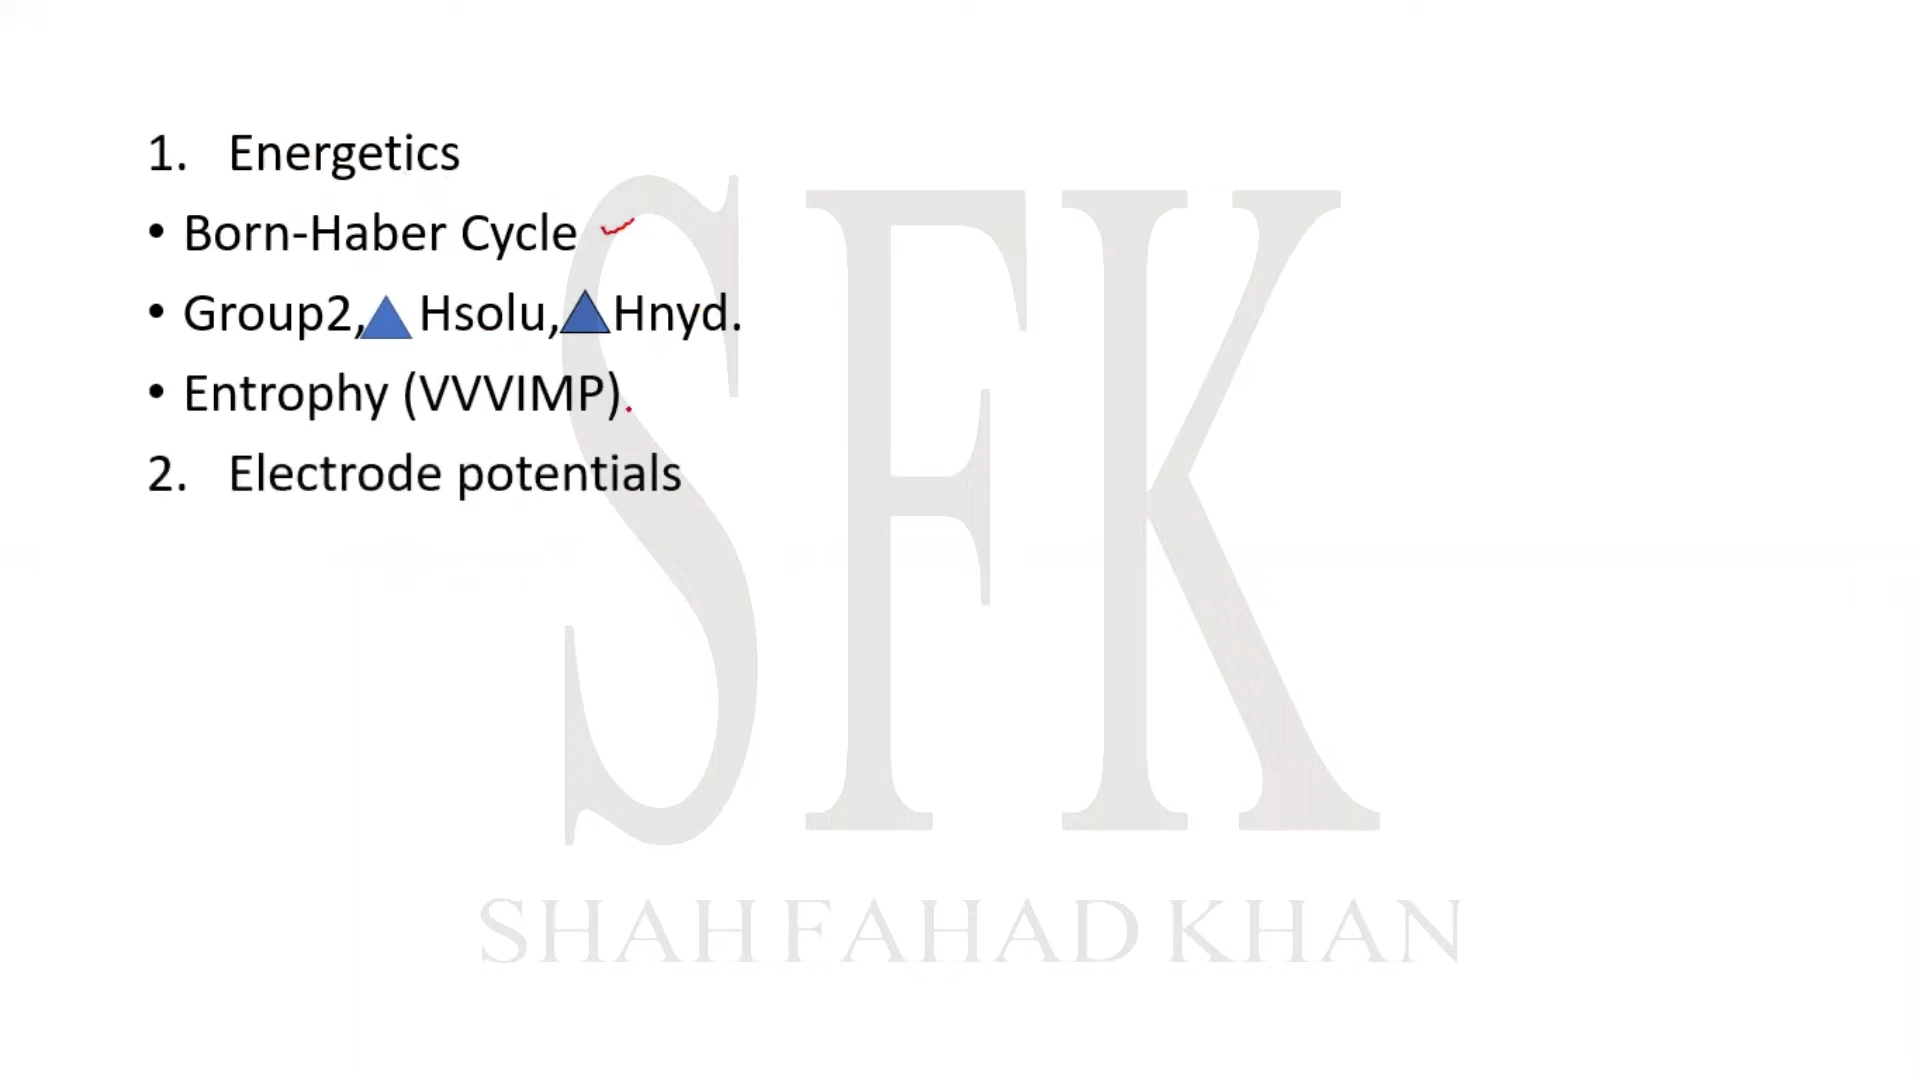 1. Energetics
• Born-Haber Cycle
• Group2, Hsolu, Hnyd.
• Entrophy (VVVIMP).
2. Electrode potentials
SFK
SHAH FAHAD KHAN